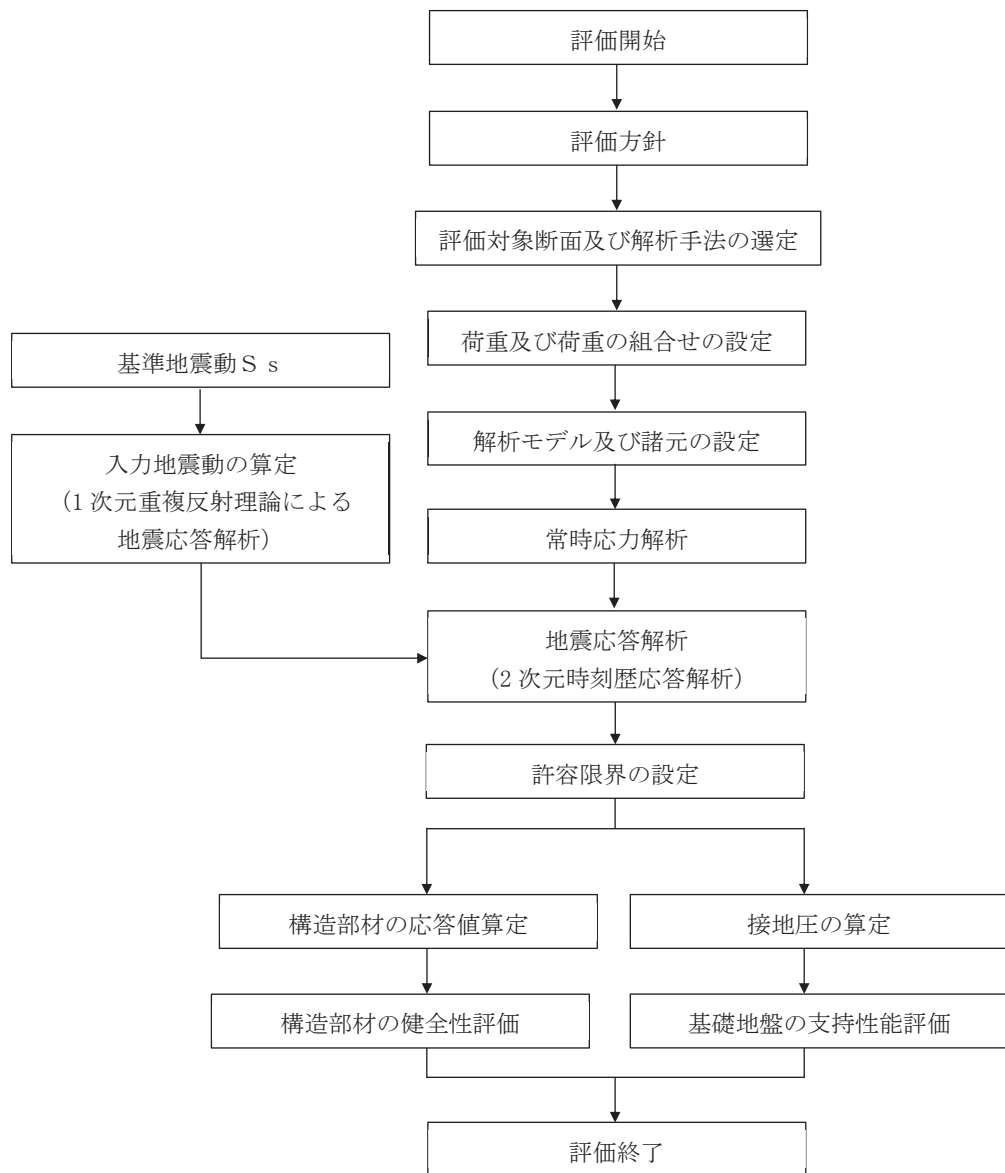 評価開始
評価方針
評価対象断面及び解析手法の選定
荷重及び荷重の組合せの設定
基準地震動Ｓｓ
解析モデル及び諸元の設定
入力地震動の算定
(1 次元重複反射理論による
地震応答解析)
常時応力解析
地震応答解析
(2 次元時刻歴応答解析)
許容限界の設定
構造部材の応答値算定
接地圧の算定
構造部材の健全性評価
基礎地盤の支持性能評価
評価終了